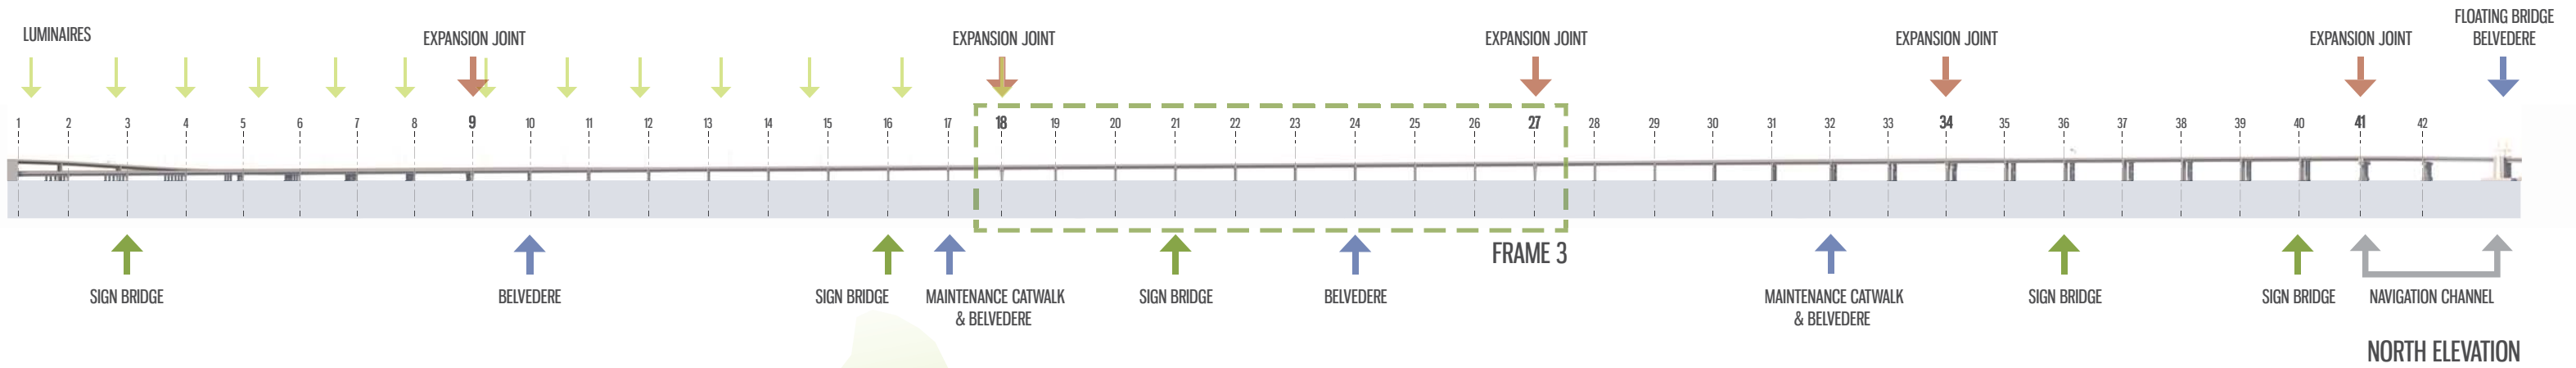 LUMINAIRES
EXPANSION JOINT
EXPANSION JOINT
EXPANSION JOINT
EXPANSION JOINT
EXPANSION JOINT
FLOATING BRIDGE
BELVEDERE
1 2 3 4 5 6 7 8 9 10 11 12 13 14 15 16 17 18 19 20 21 22 23 24 25 26 27 28 29 30 31 32 33 34 35 36 37 38 39 40 41 42
FRAME 3
SIGN BRIDGE
BELVEDERE
SIGN BRIDGE
MAINTENANCE CATWALK
& BELVEDERE
SIGN BRIDGE
BELVEDERE
MAINTENANCE CATWALK
& BELVEDERE
SIGN BRIDGE
SIGN BRIDGE
NAVIGATION CHANNEL
NORTH ELEVATION